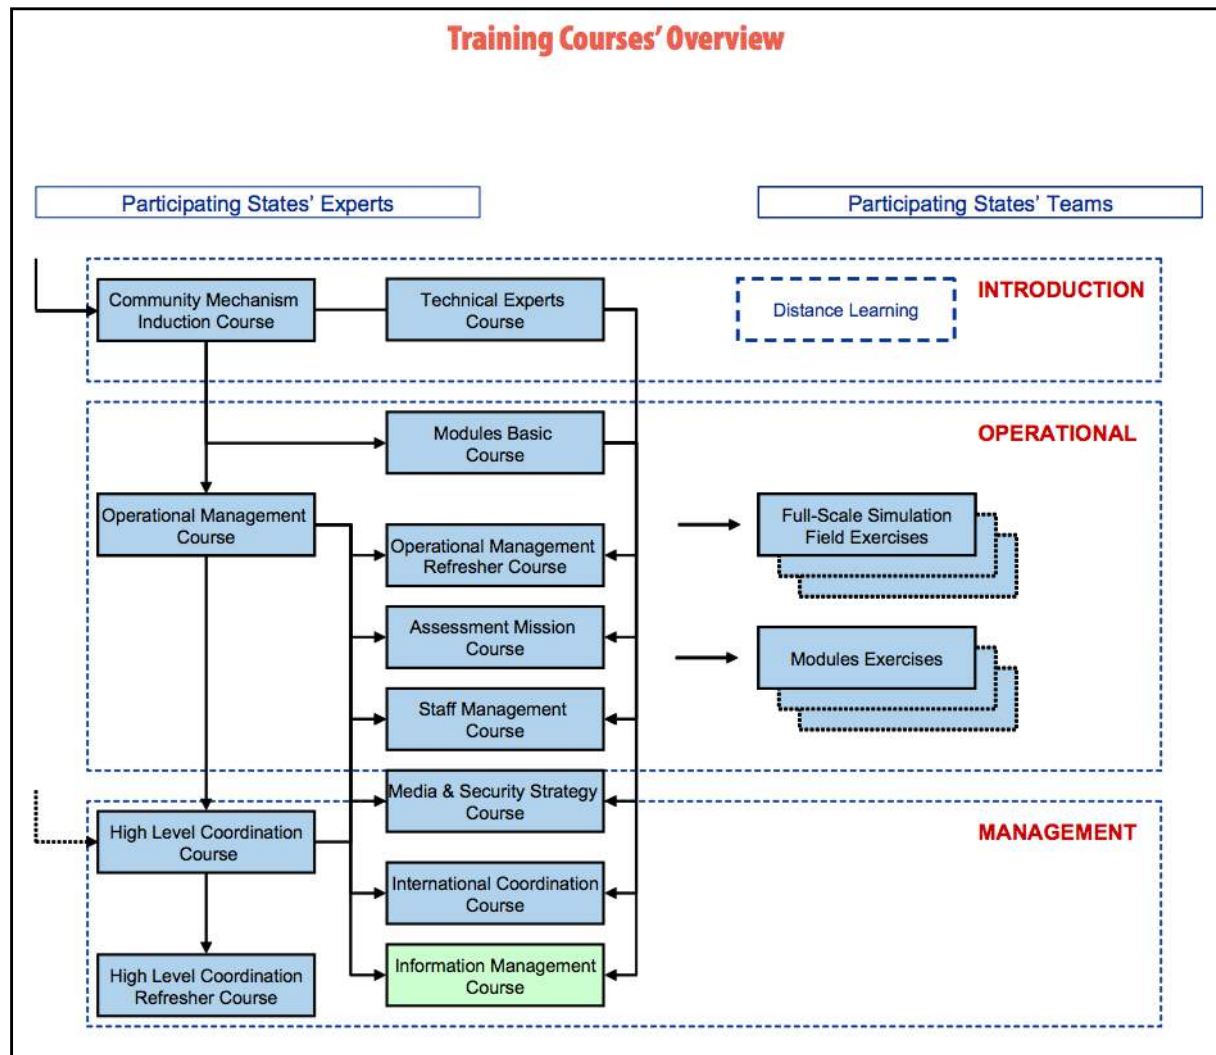 Training Courses' Overview
Participating States' Experts
Participating States' Teams
Community Mechanism
Induction Course
Technical Experts
Course
Distance Learning
INTRODUCTION
Modules Basic
Course
OPERATIONAL
Operational Management
Course
Full-Scale Simulation
Field Exercises
Operational Management
Refresher Course
Assessment Mission
Course
Modules Exercises
Staff Management
Course
Media & Security Strategy
Course
High Level Coordination
Course
MANAGEMENT
International Coordination
Course
High Level Coordination
Refresher Course
Information Management
Course